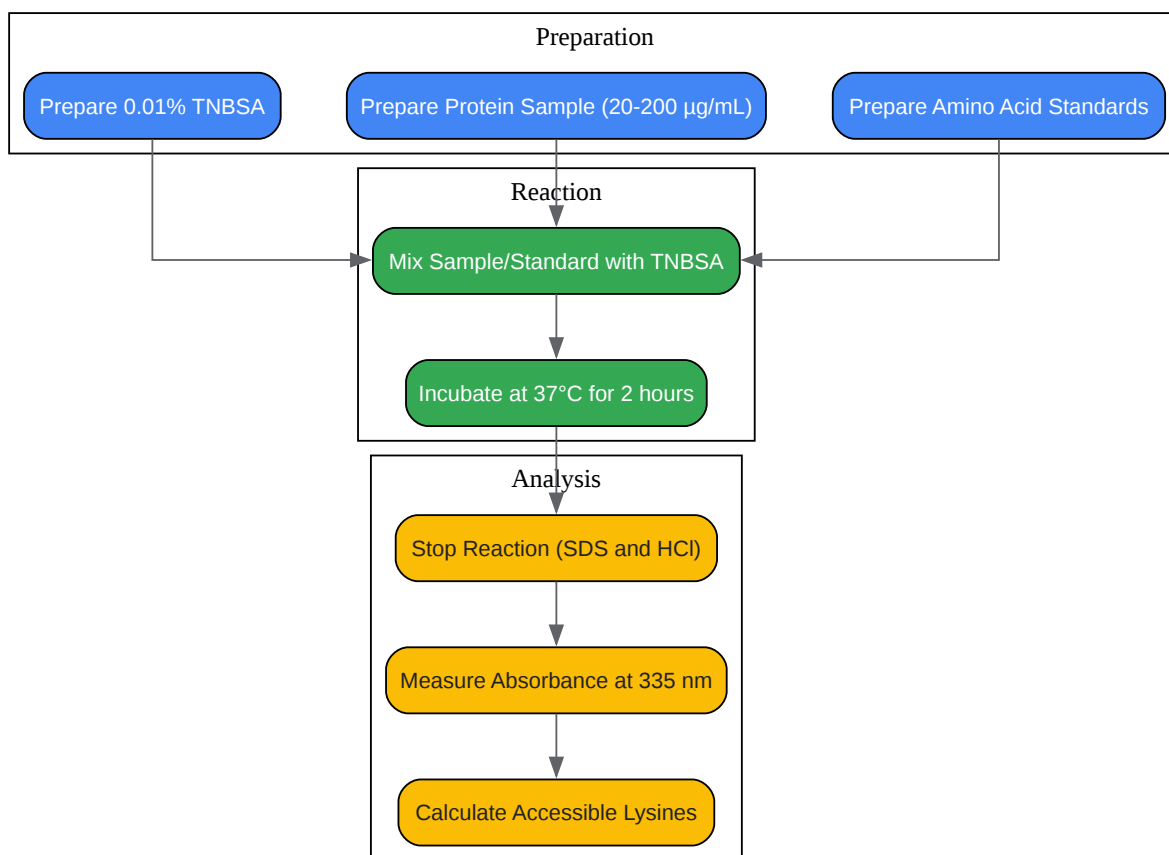 Preparation
Prepare 0.01% TNBSA
Prepare Protein Sample (20-200 µg/mL)
Prepare Amino Acid Standards
Reaction
Mix Sample/Standard with TNBSA
Incubate at 37°C for 2 hours
Analysis
Stop Reaction (SDS and HCl)
Measure Absorbance at 335 nm
Calculate Accessible Lysines